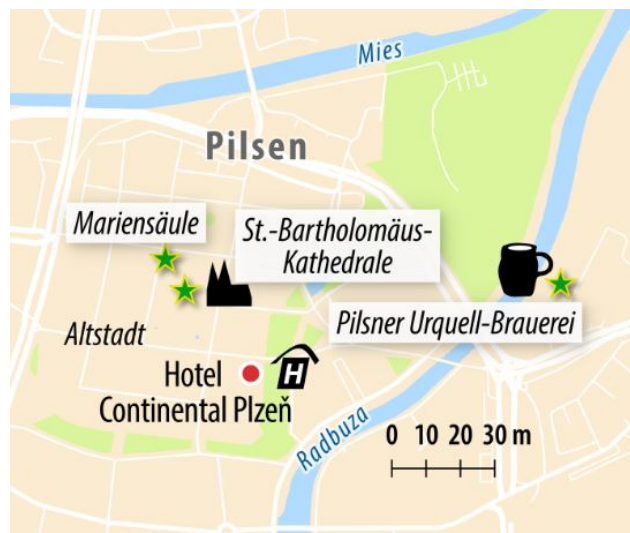 Mies
Pilsen
Mariensäule
St.-Bartholomäus-
Kathedrale
Pilsner Urquell-Brauerei
Altstadt
Hotel
Continental Plzeň
H
Radbuza
0 10 20 30 m